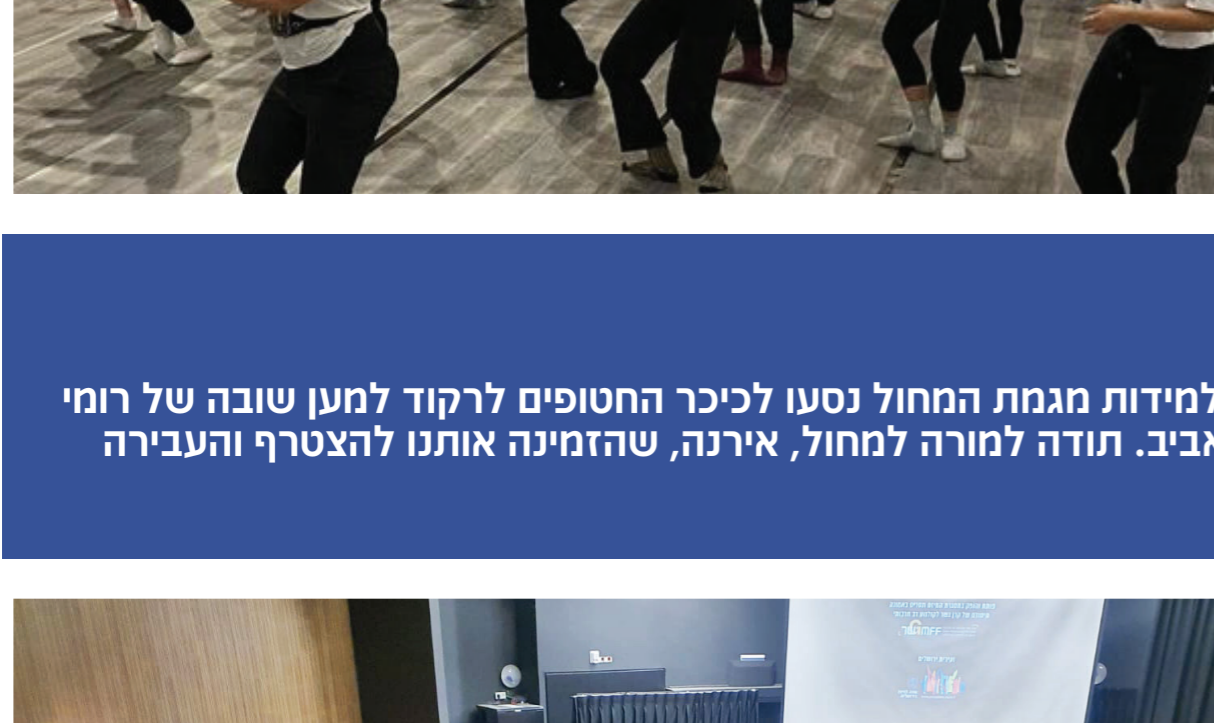 למידות מגמת המחול נסעו לכיכר החטופים לרקוד למען שובה של רומי
אביב. תודה למורה למחול, אירנה, שהזמינה אותנו להצטרף והעבירה